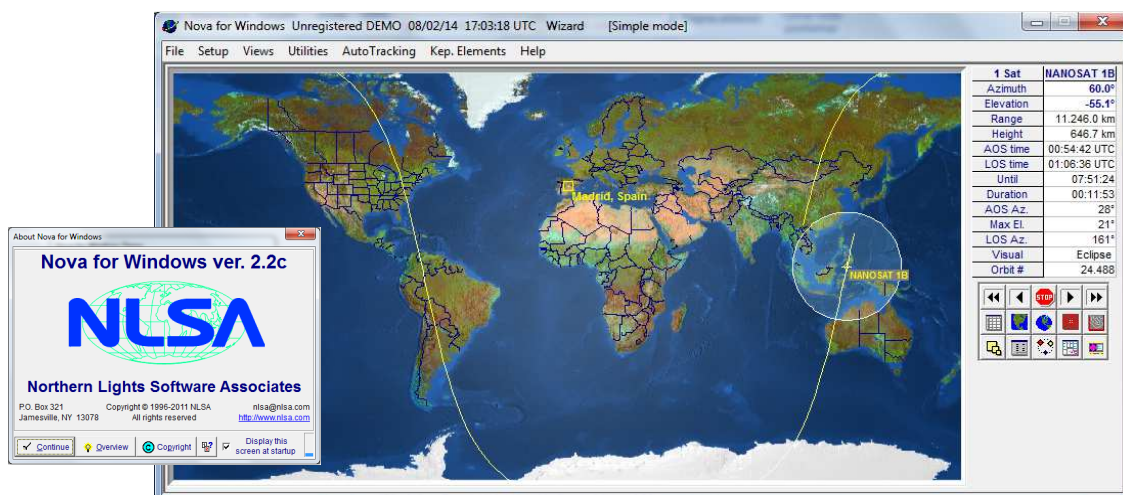 Nova for Windows Unregistered DEMO 08/02/14 17:03:18 UTC Wizard [Simple mode]
File Setup Views Utilities AutoTracking Kep. Elements Help
1 Sat NANOSAT 1B
Azimuth 60.0°
Elevation -55.1°
Range 11.246.0 km
Height 646.7 km
AOS time 00:54:42 UTC
LOS time 01:06:36 UTC
Until 07:51:24
Duration 00:11:53
AOS Az. 28°
Max El. 21°
LOS Az. 161°
Visual Eclipse
Orbit # 24.488
STOP
Madrid, Spain
NANOSAT 1B
About Nova for Windows
Nova for Windows ver. 2.2c
NLSA
Northern Lights Software Associates
P.O. Box 321 Copyright © 1996-2011 NLSA nlsa@nlsa.com
Jamesville, NY 13078 All rights reserved http://www.nlsa.com
Continue Overview Copyright Display this
screen at startup